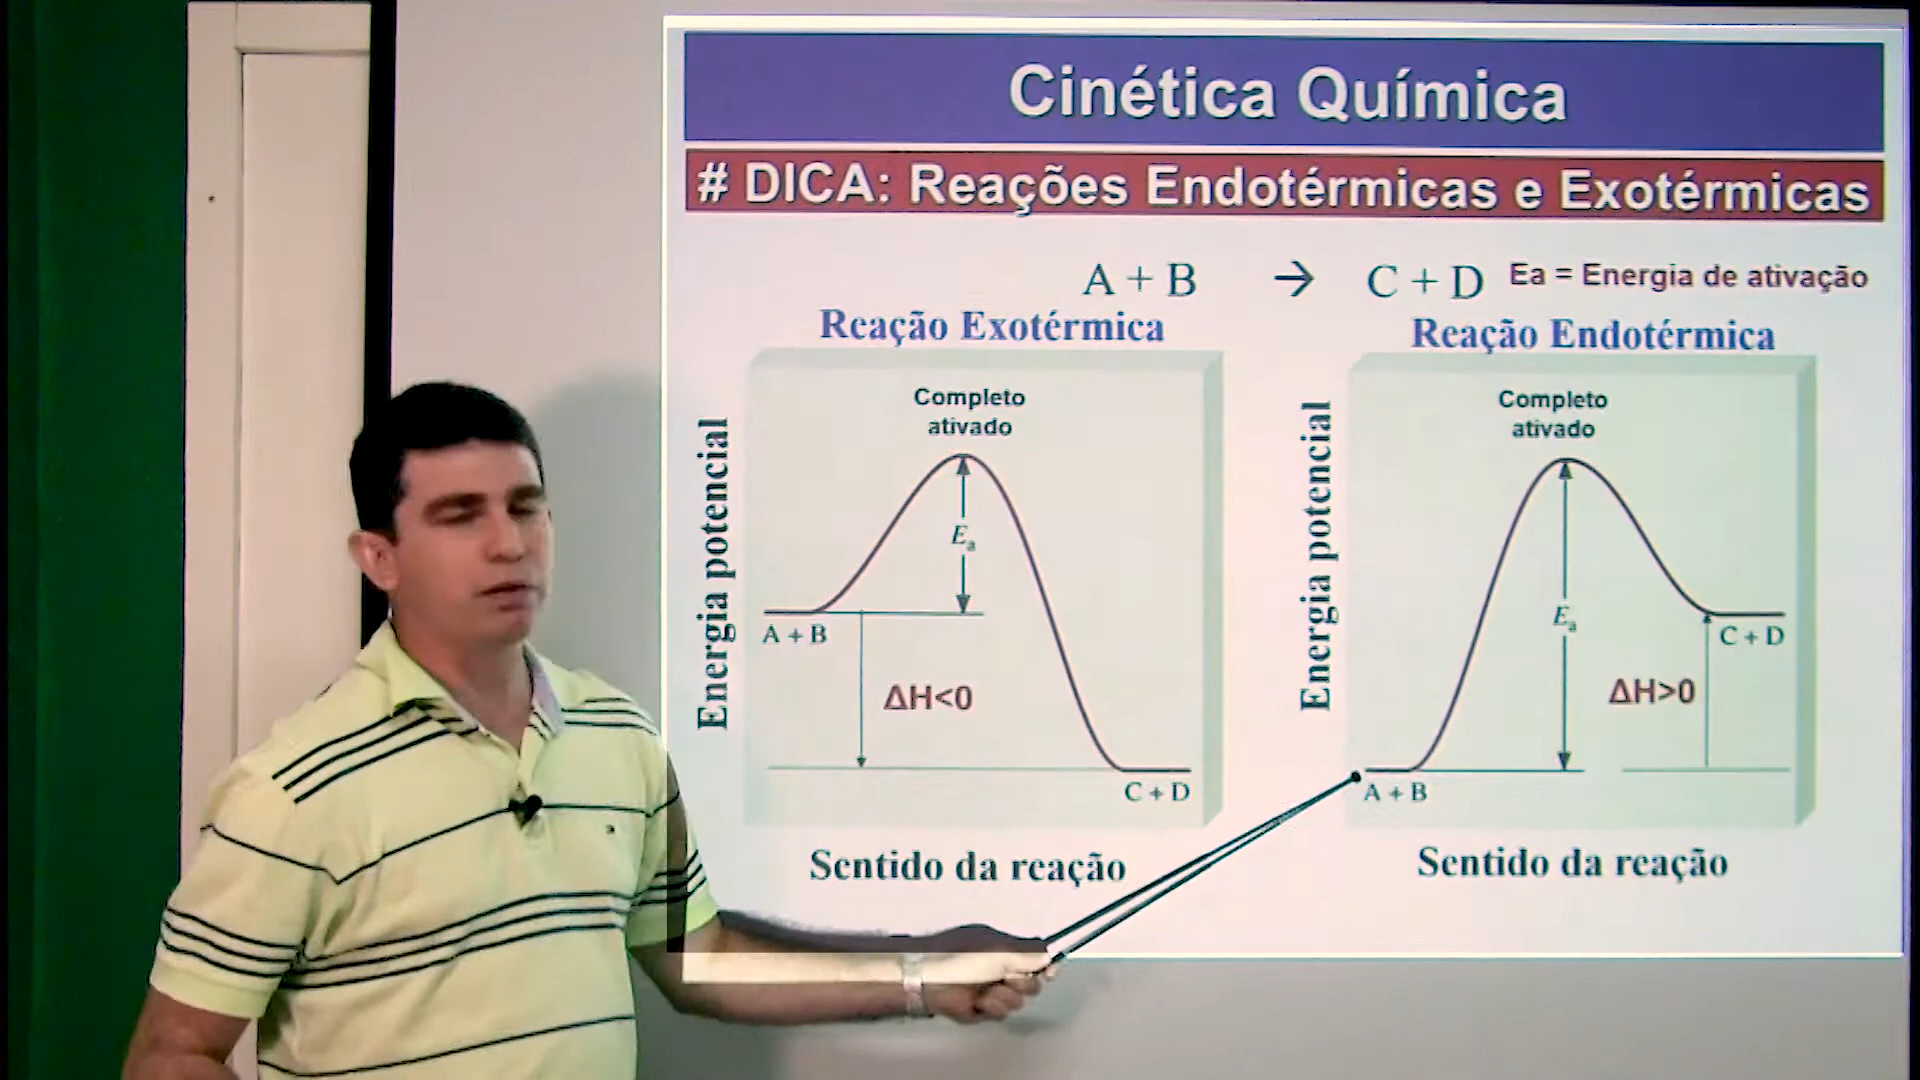 Cinética Química
# DICA: Reações Endotérmicas e Exotérmicas
A + B → C + D Ea = Energia de ativação
Reação Exotérmica
Completo
ativado
Energia potencial
Ea
A + B
ΔH<0
C + D
Sentido da reação
Reação Endotérmica
Completo
ativado
Energia potencial
Ea
C + D
ΔH>0
A + B
Sentido da reação